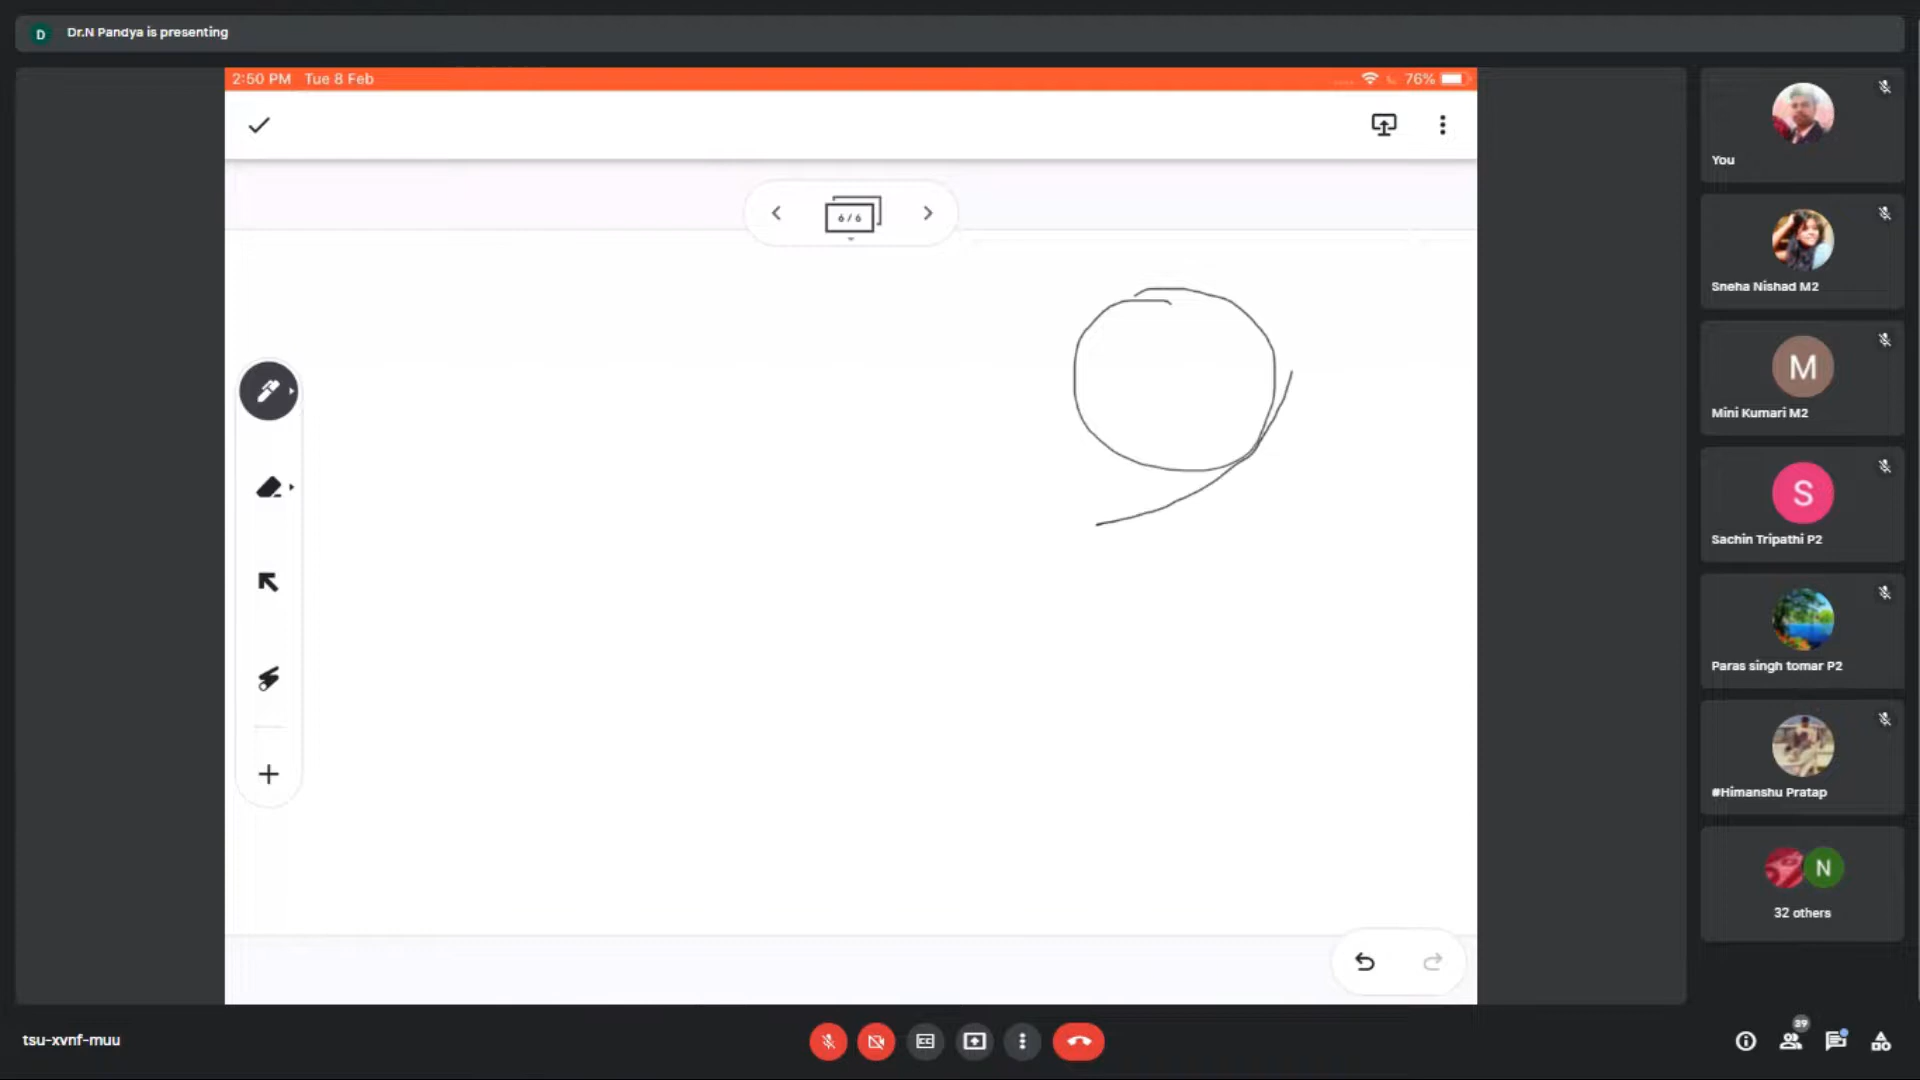 D Dr.N Pandya is presenting
2:50 PM Tue 8 Feb 76%
6/6
You
Sneha Nishad M2
M
Mini Kumari M2
S
Sachin Tripathi P2
Paras singh tomar P2
#Himanshu Pratap
N
32 others
tsu-xvnf-muu
CC
39